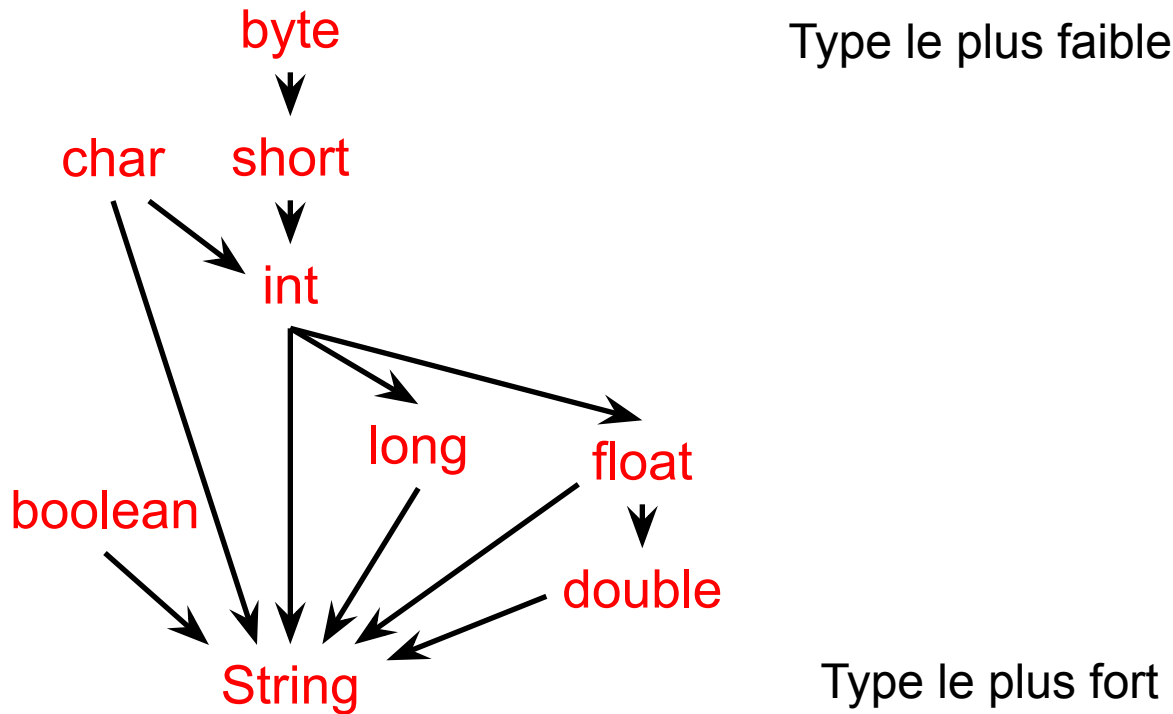 byte
Type le plus faible
char
short
int
long
float
boolean
double
String
Type le plus fort